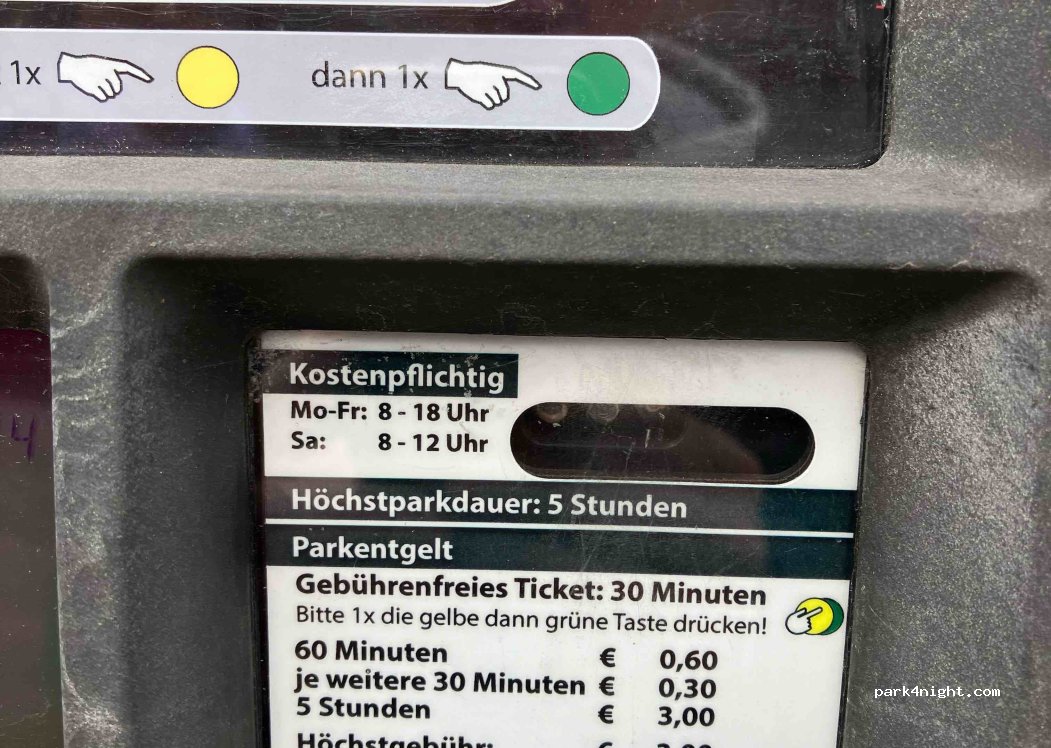 1x dann 1x
Kostenpflichtig
Mo-Fr: 8 - 18 Uhr
Sa: 8 - 12 Uhr
Höchstparkdauer: 5 Stunden
Parkentgelt
Gebührenfreies Ticket: 30 Minuten
Bitte 1x die gelbe dann grüne Taste drücken!
60 Minuten € 0,60
je weitere 30 Minuten € 0,30
5 Stunden € 3,00
Höchstgebühr: €
park4night.com